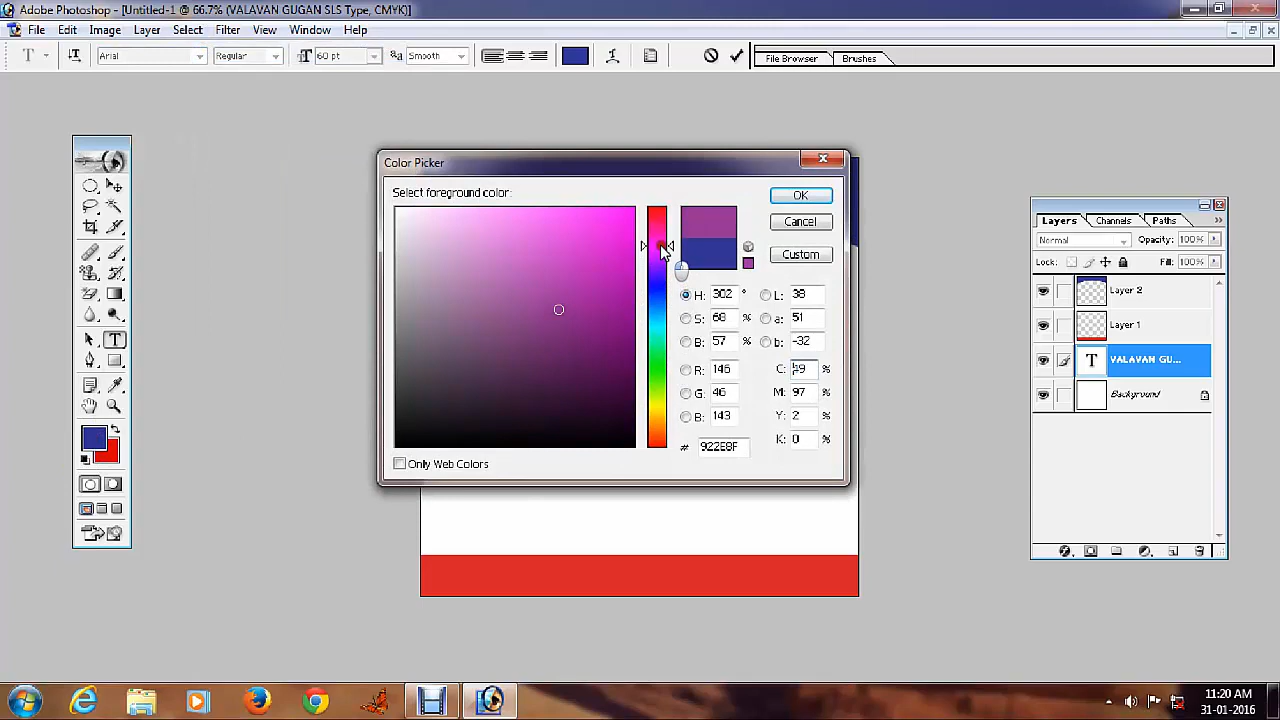 Adobe Photoshop - [Untitled-1 @ 66.7% (VALAVAN GUGAN SLS Type, CMYK)]
File Edit Image Layer Select Filter View Window Help
T T Arial Regular T 60 pt aa Smooth File Browser Brushes
Color Picker
Select foreground color:
OK
Cancel
Custom
H: 302 ° L: 38
S: 68 % a: 51
B: 57 % b: -32
R: 146 C: 59 %
G: 46 M: 97 %
B: 143 Y: 2 %
# 922E8F K: 0 %
Only Web Colors
T
Layers Channels Paths
Normal Opacity: 100%
Lock: Fill: 100%
Layer 2
Layer 1
T VALAVAN GU...
Background
11:20 AM
31-01-2016